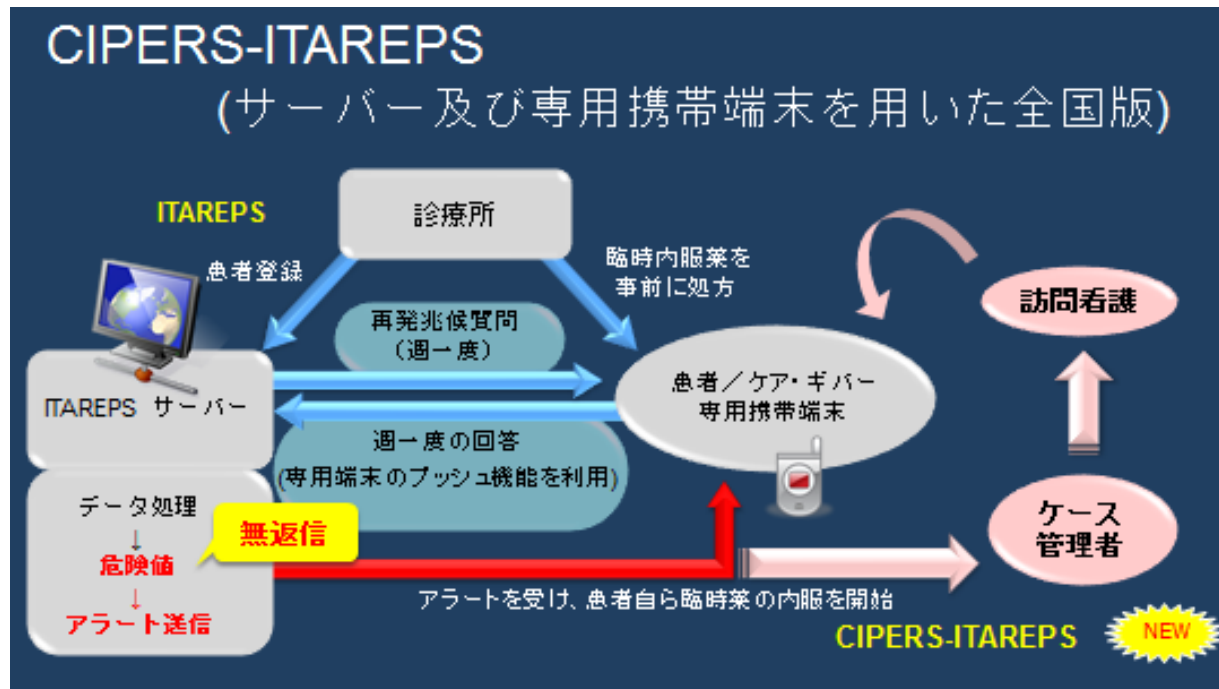 CIPERS-ITAREPS
(サーバー及び専用携帯端末を用いた全国版)
ITAREPS
診療所
患者登録
臨時内服薬を
事前に処方
再発兆候質問
(週一度)
訪問看護
ITAREPS サーバー
患者/ケア・ギバー
専用携帯端末
週一度の回答
(専用端末のプッシュ機能を利用)
データ処理
↓
危険値
↓
アラート送信
無返信
ケース
管理者
アラートを受け、患者自ら臨時薬の内服を開始
CIPERS-ITAREPS
NEW